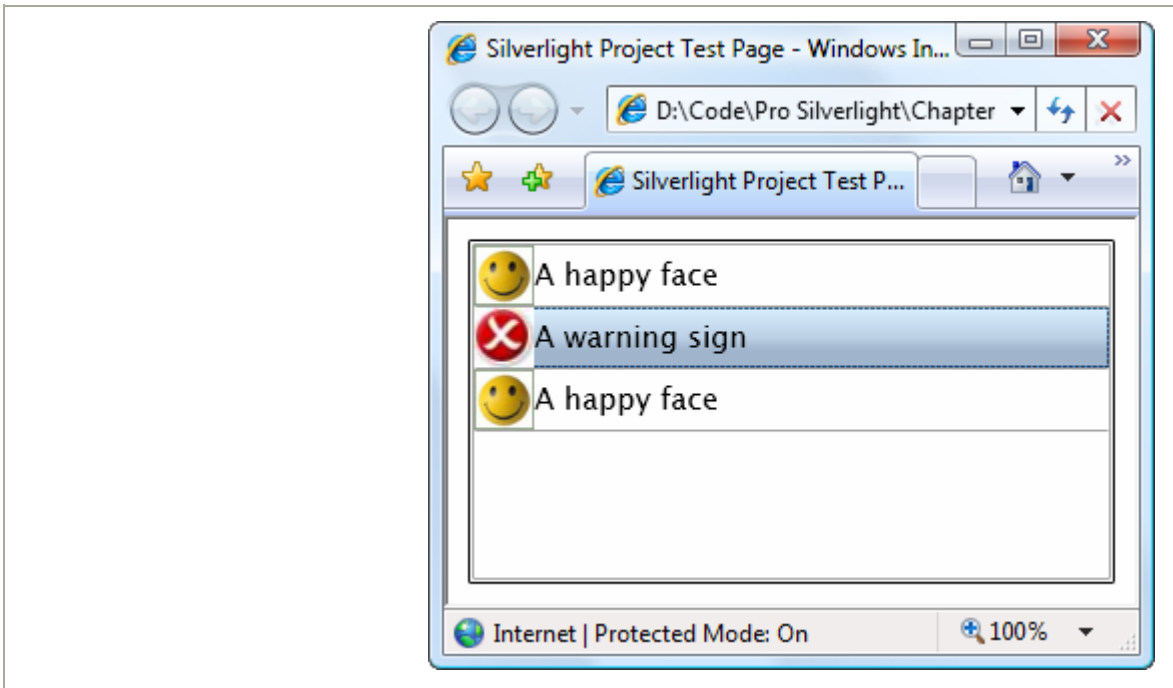 Silverlight Project Test Page - Windows In...
D:\Code\Pro Silverlight\Chapter
Silverlight Project Test P...
A happy face
A warning sign
A happy face
Internet | Protected Mode: On
100%